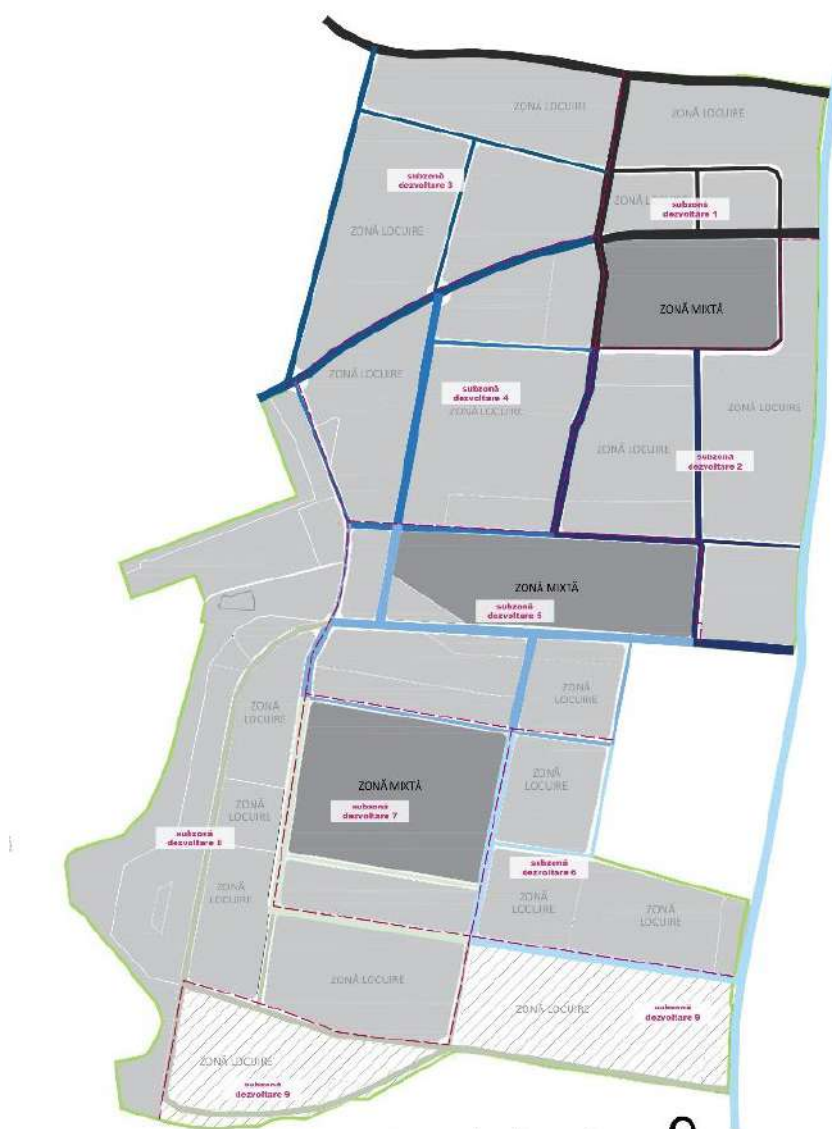 ZONĂ LOCUIRE
ZONĂ LOCUIRE
subzonă
dezvoltare 3
subzonă
dezvoltare 1
ZONĂ LOCUIRE
ZONĂ MIXTĂ
ZONĂ LOCUIRE
subzonă
dezvoltare 4
ZONĂ LOCUIRE
ZONĂ LOCUIRE
ZONĂ LOCUIRE
subzonă
dezvoltare 2
ZONĂ MIXTĂ
subzonă
dezvoltare 5
ZONĂ
LOCUIRE
ZONĂ
LOCUIRE
ZONĂ
LOCUIRE
ZONĂ MIXTĂ
subzonă
dezvoltare 7
ZONĂ
LOCUIRE
subzonă
dezvoltare 8
subzonă
dezvoltare 6
ZONĂ
LOCUIRE
ZONĂ
LOCUIRE
ZONĂ
LOCUIRE
ZONĂ LOCUIRE
ZONĂ LOCUIRE
subzonă
dezvoltare 9
ZONĂ LOCUIRE
subzonă
dezvoltare 9